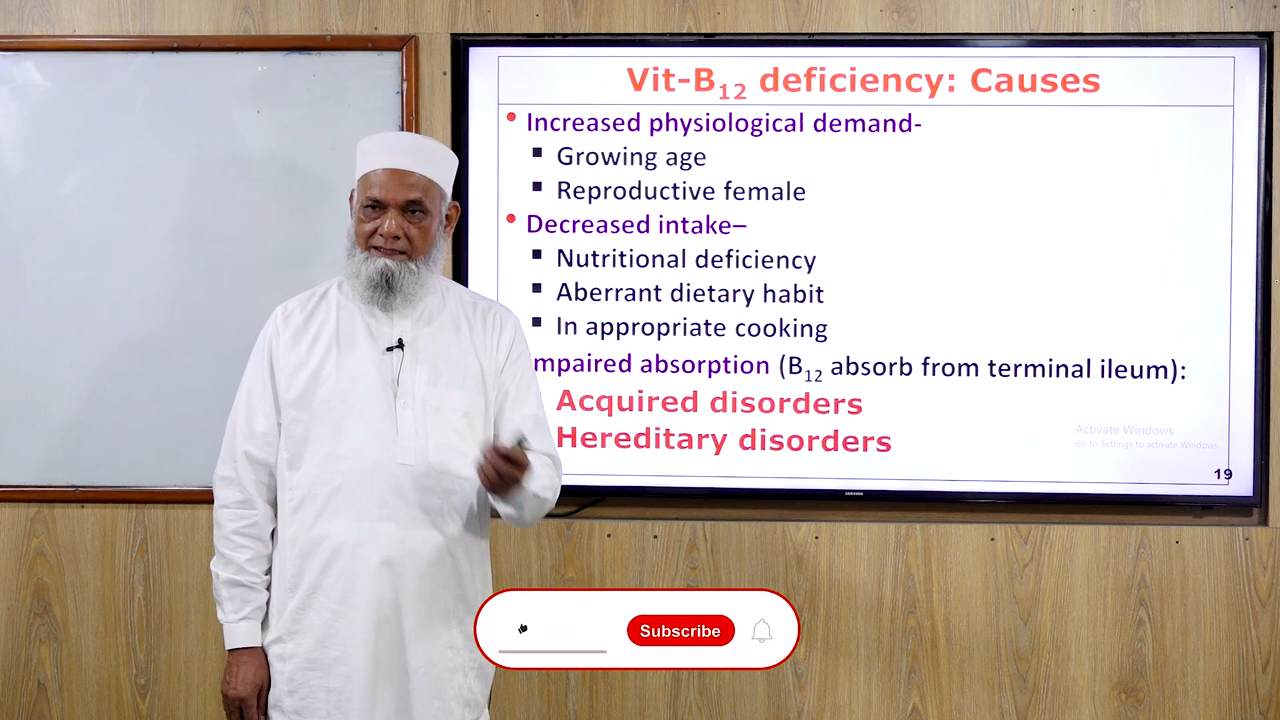 Vit-B₁₂ deficiency: Causes
• Increased physiological demand-
▪ Growing age
▪ Reproductive female
• Decreased intake–
▪ Nutritional deficiency
▪ Aberrant dietary habit
▪ In appropriate cooking
mpaired absorption (B₁₂ absorb from terminal ileum):
Acquired disorders
Hereditary disorders
Activate Windows
Go to Settings to activate Windows.
19
SAMSUNG
Subscribe